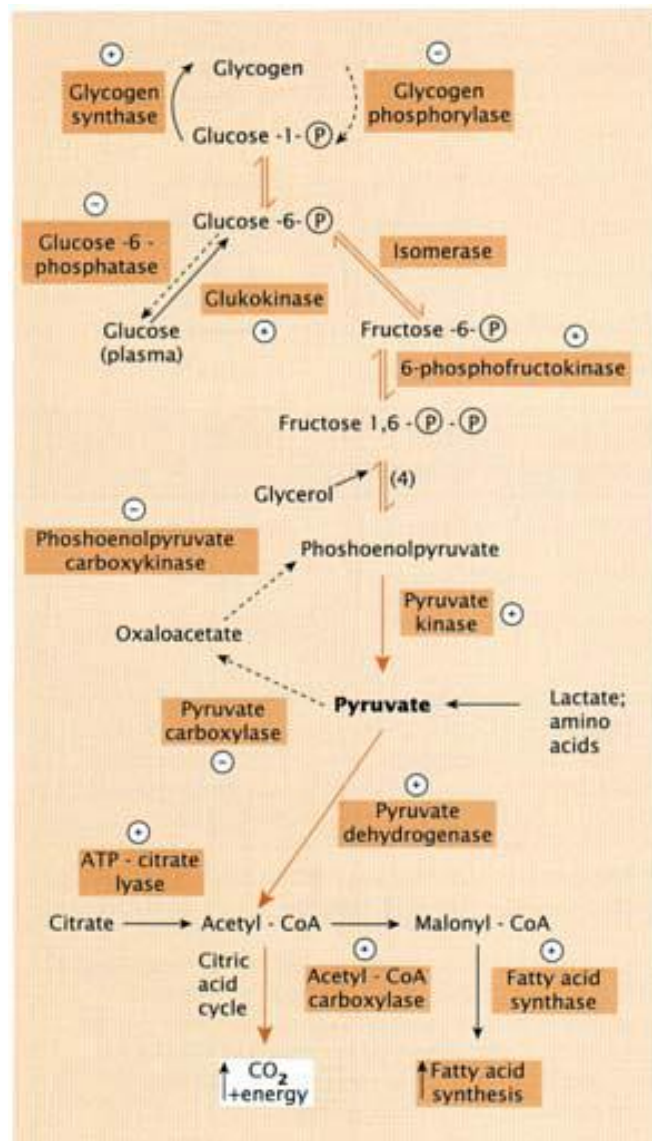 +
Glycogen
synthase
Glycogen
−
Glycogen
phosphorylase
Glucose -1- P
−
Glucose -6 -
phosphatase
Glucose -6- P
Isomerase
Glukokinase
+
Glucose
(plasma)
Fructose -6- P
+
6-phosphofructokinase
Fructose 1,6 - P - P
Glycerol
(4)
−
Phoshoenolpyruvate
carboxykinase
Phoshoenolpyruvate
Oxaloacetate
Pyruvate
kinase
+
Pyruvate
carboxylase
−
Pyruvate
Lactate;
amino
acids
+
Pyruvate
dehydrogenase
+
ATP - citrate
lyase
Citrate
Acetyl - CoA
Malonyl - CoA
Citric
acid
cycle
+
Acetyl - CoA
carboxylase
+
Fatty acid
synthase
CO2
+energy
Fatty acid
synthesis